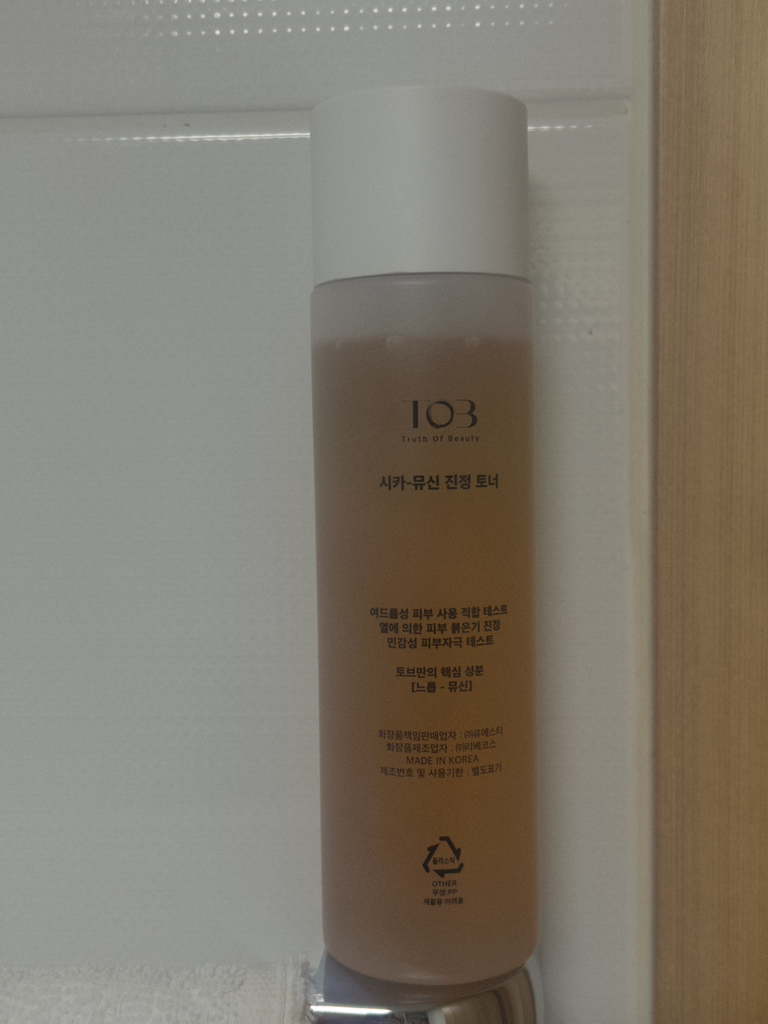 TOB
Truth Of Beauty
시카-뮤신 진정 토너
여드름성 피부 사용 적합 테스트
열에 의한 피부 붉은기 진정
민감성 피부자극 테스트
토브만의 핵심 성분
[느릅 - 뮤신]
화장품책임판매업자 : ㈜유에스티
화장품제조업자 : ㈜리베코스
MADE IN KOREA
제조번호 및 사용기한 : 별도표기
플라스틱
OTHER
뚜껑:PP
재활용 어려움